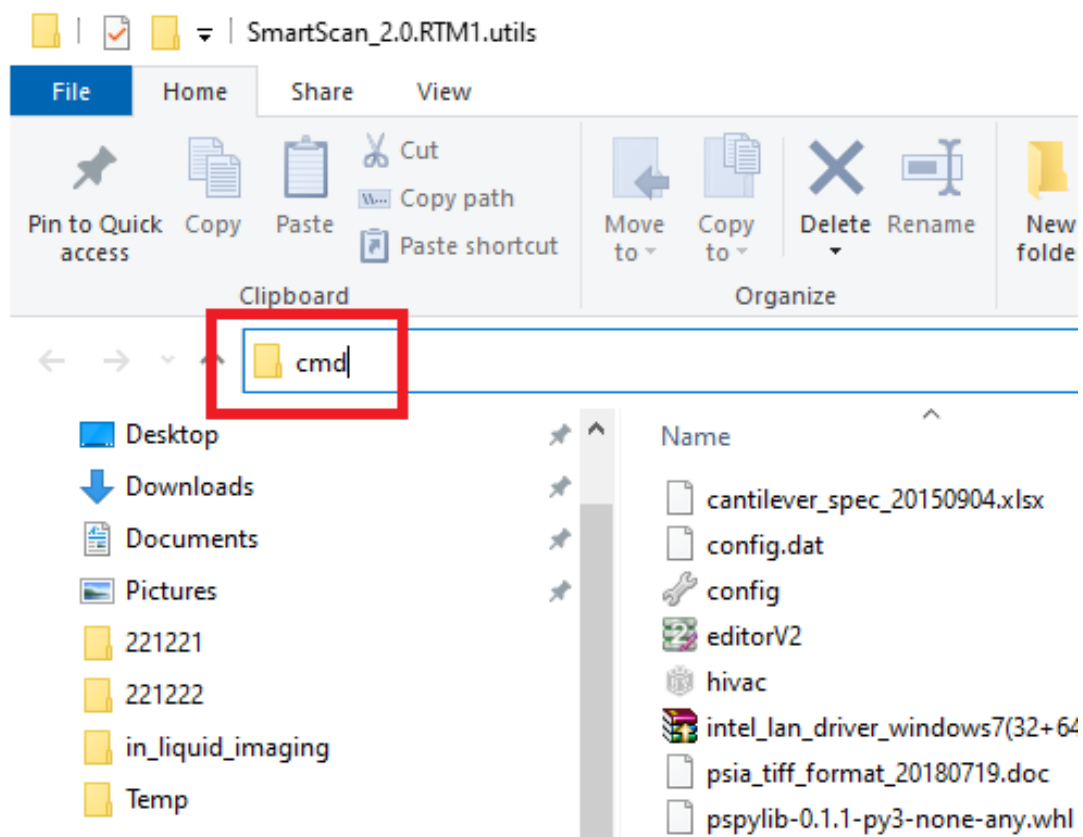 SmartScan_2.0.RTM1.utils
File Home Share View
Pin to Quick access
Copy
Paste
Cut
Copy path
Paste shortcut
Clipboard
Move to
Copy to
Delete
Rename
Organize
New
folde
cmd
Desktop
Downloads
Documents
Pictures
221221
221222
in_liquid_imaging
Temp
Name
cantilever_spec_20150904.xlsx
config.dat
config
editorV2
hivac
intel_lan_driver_windows7(32+64
psia_tiff_format_20180719.doc
pspylib-0.1.1-py3-none-any.whl